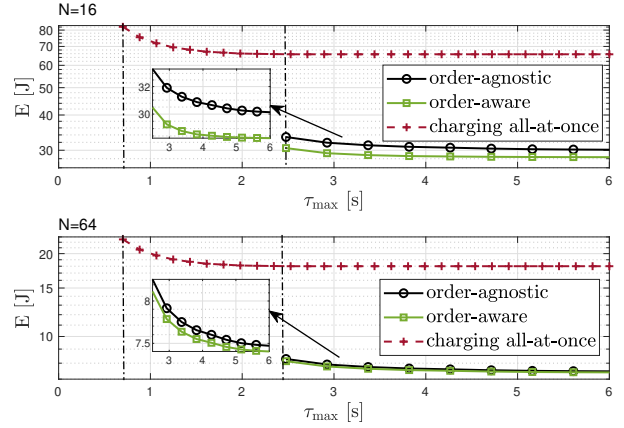 N=16
80
70
60
50
40
30
E [J]
32
30
3
4
5
6
order-agnostic
order-aware
charging all-at-once
0
1
2
3
4
5
6
τmax [s]
N=64
20
10
E [J]
8
7.5
3
4
5
6
order-agnostic
order-aware
charging all-at-once
0
1
2
3
4
5
6
τmax [s]